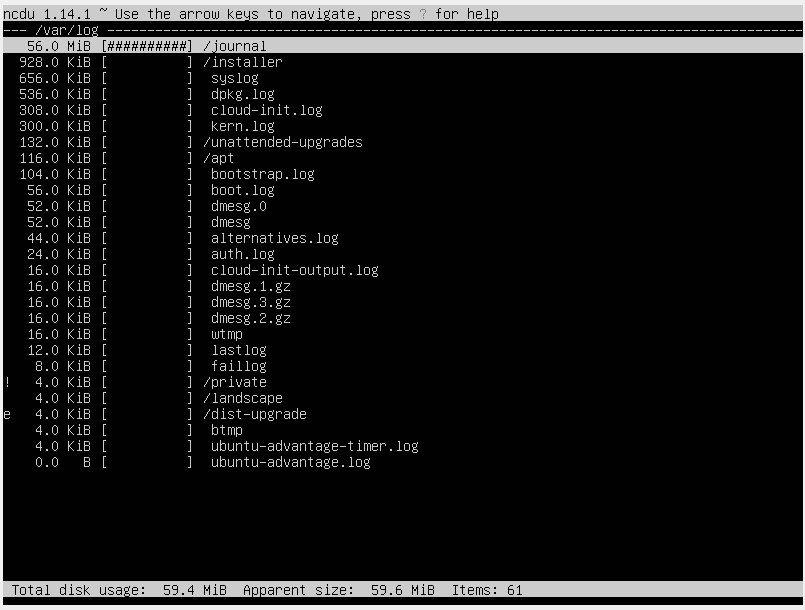 ncdu 1.14.1 ~ Use the arrow keys to navigate, press ? for help
--- /var/log ---------------------------------------------------------------------------------------
   56.0 MiB [##########] /journal
  928.0 KiB [          ] /installer
  656.0 KiB [          ]  syslog
  536.0 KiB [          ]  dpkg.log
  308.0 KiB [          ]  cloud-init.log
  300.0 KiB [          ]  kern.log
  132.0 KiB [          ] /unattended-upgrades
  116.0 KiB [          ] /apt
  104.0 KiB [          ]  bootstrap.log
   56.0 KiB [          ]  boot.log
   52.0 KiB [          ]  dmesg.0
   52.0 KiB [          ]  dmesg
   44.0 KiB [          ]  alternatives.log
   24.0 KiB [          ]  auth.log
   16.0 KiB [          ]  cloud-init-output.log
   16.0 KiB [          ]  dmesg.1.gz
   16.0 KiB [          ]  dmesg.3.gz
   16.0 KiB [          ]  dmesg.2.gz
   16.0 KiB [          ]  wtmp
   12.0 KiB [          ]  lastlog
    8.0 KiB [          ]  faillog
!   4.0 KiB [          ] /private
    4.0 KiB [          ] /landscape
e   4.0 KiB [          ] /dist-upgrade
    4.0 KiB [          ]  btmp
    4.0 KiB [          ]  ubuntu-advantage-timer.log
    0.0   B [          ]  ubuntu-advantage.log
 Total disk usage:  59.4 MiB  Apparent size:  59.6 MiB  Items: 61